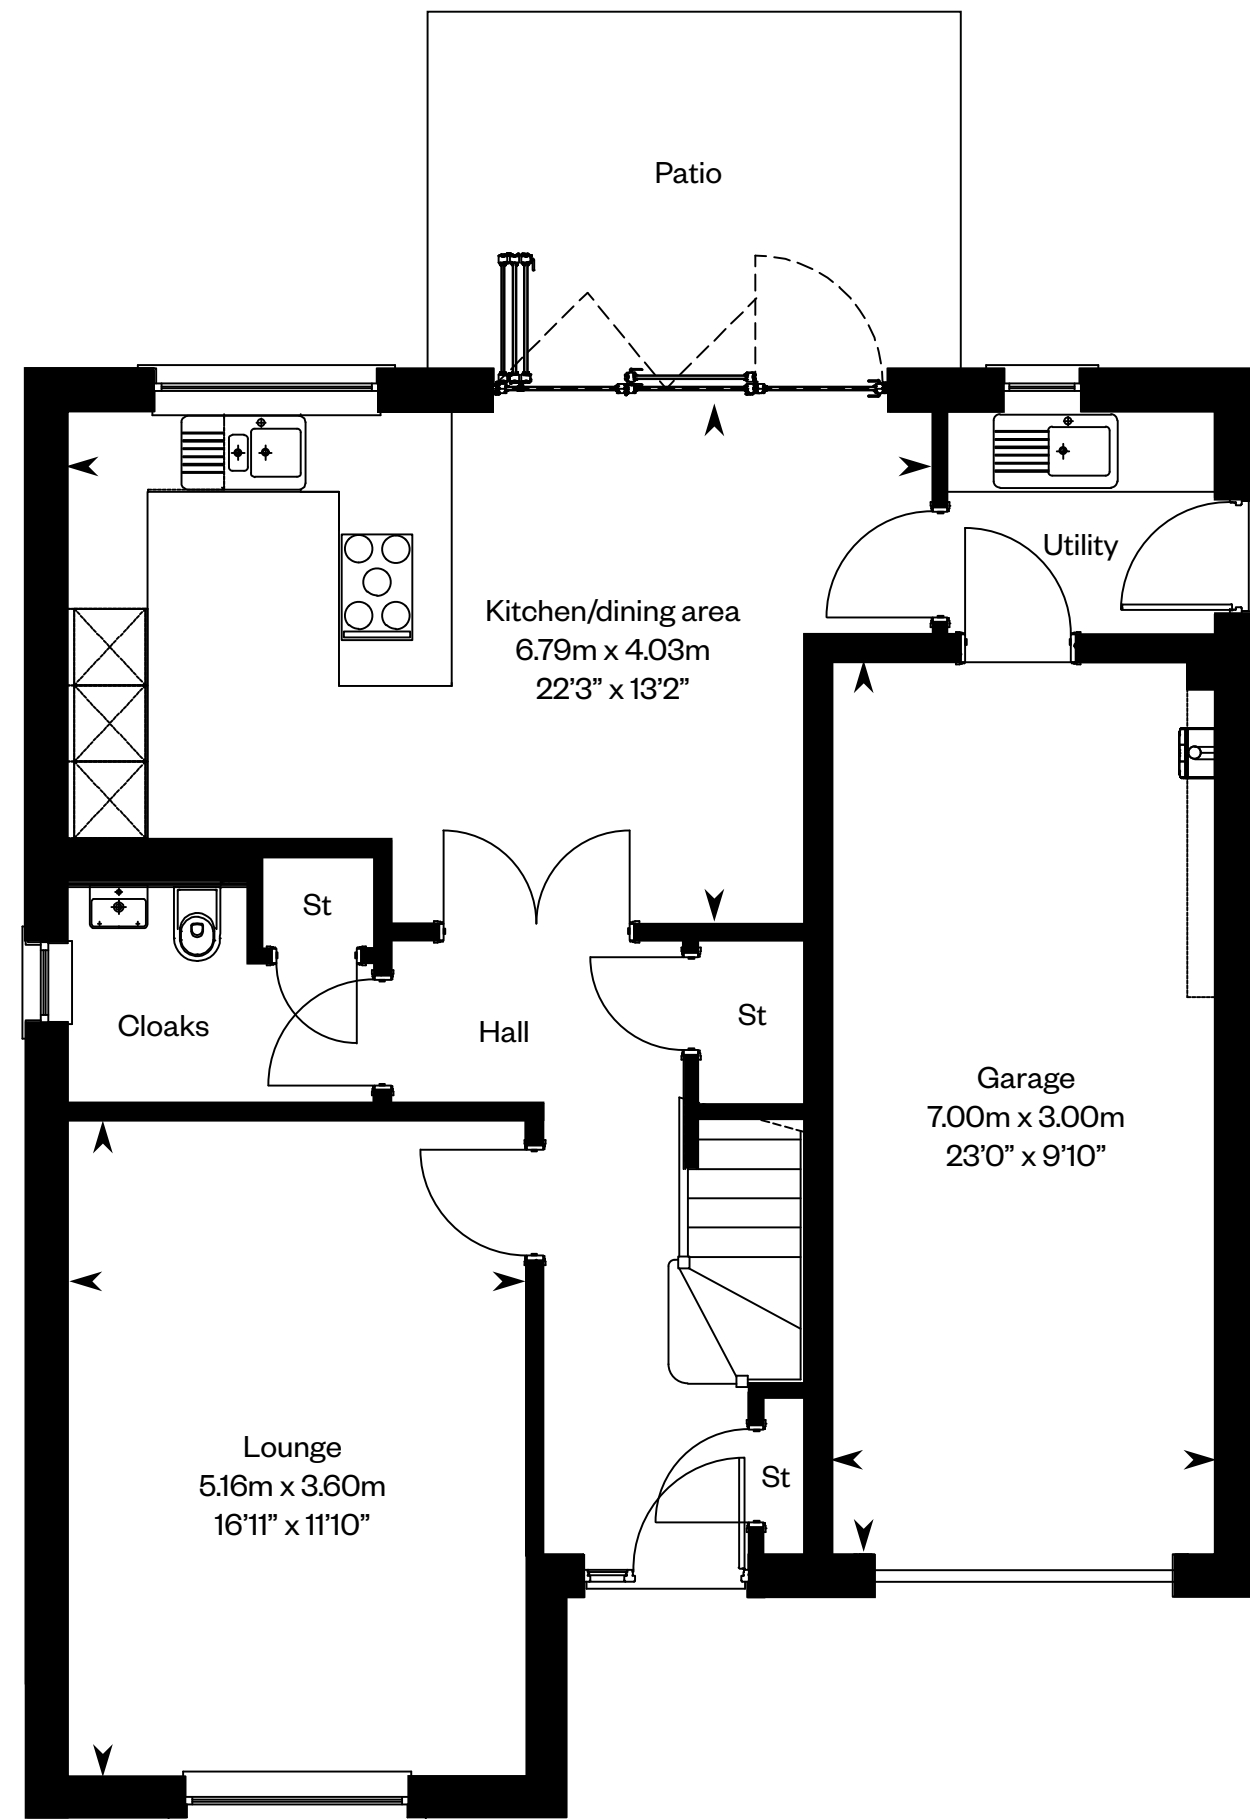 Patio
Utility
Kitchen/dining area
6.79m x 4.03m
22’3” x 13’2”
St
Cloaks
Hall
St
Garage
7.00m x 3.00m
23’0” x 9’10”
Lounge
5.16m x 3.60m
16’11” x 11’10”
St